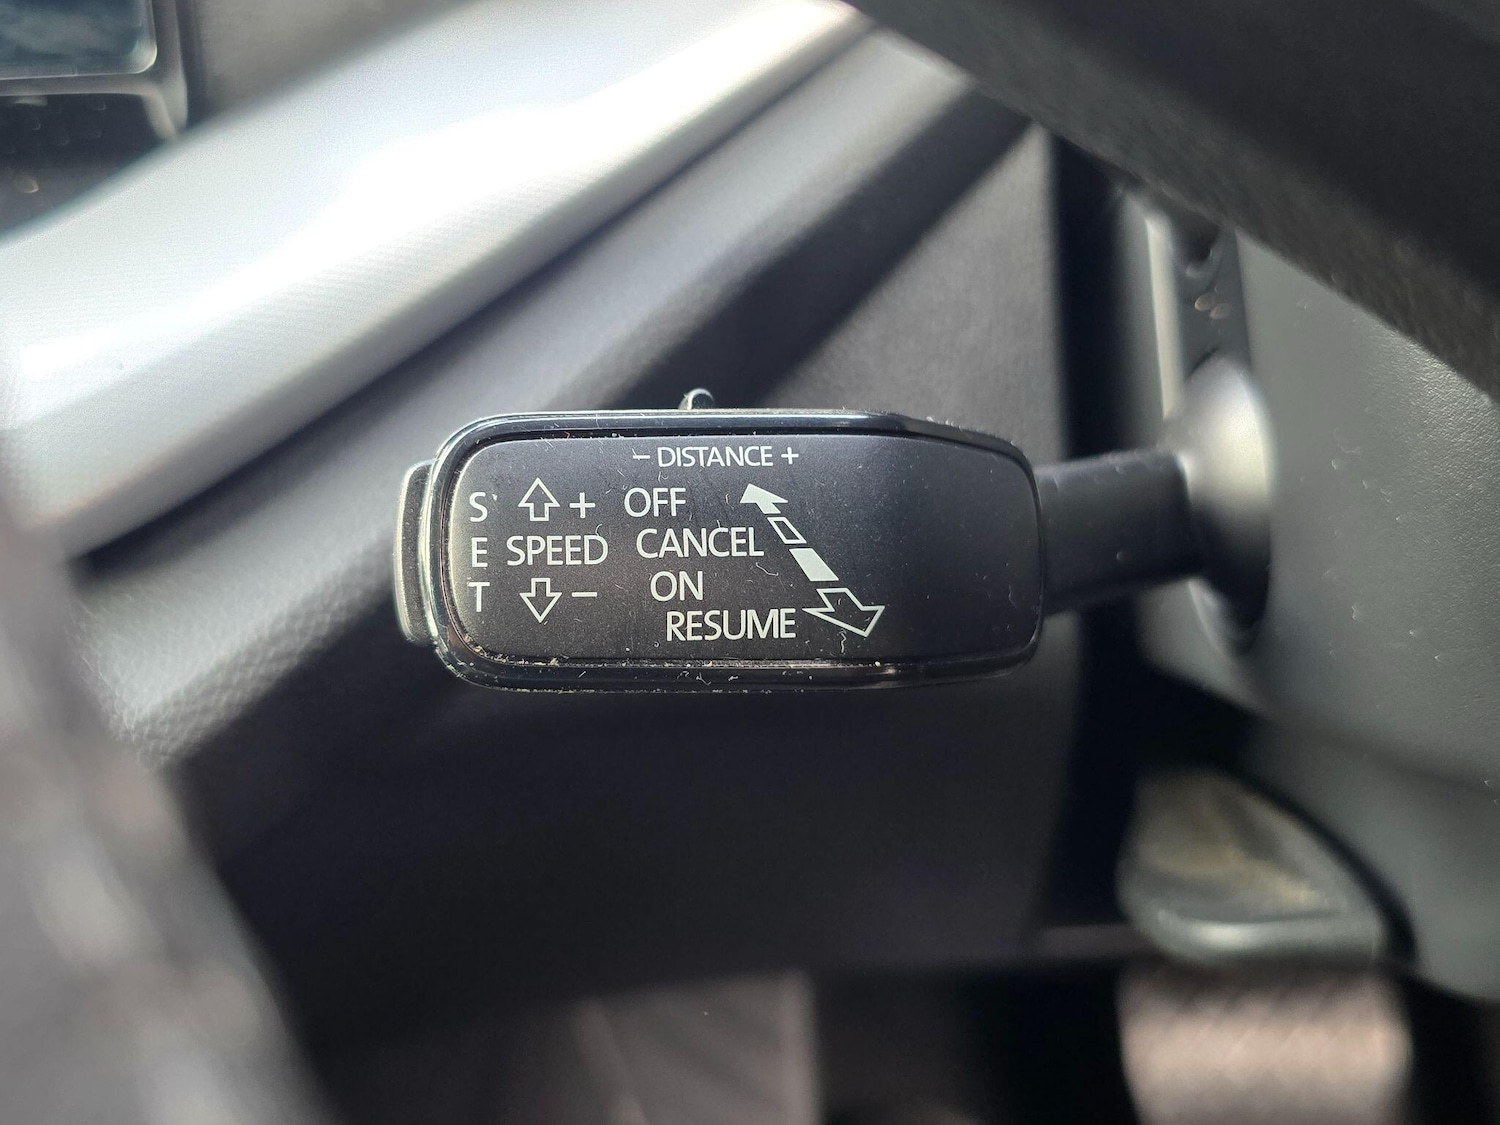 - DISTANCE +
S + OFF
E SPEED CANCEL
T - ON
RESUME